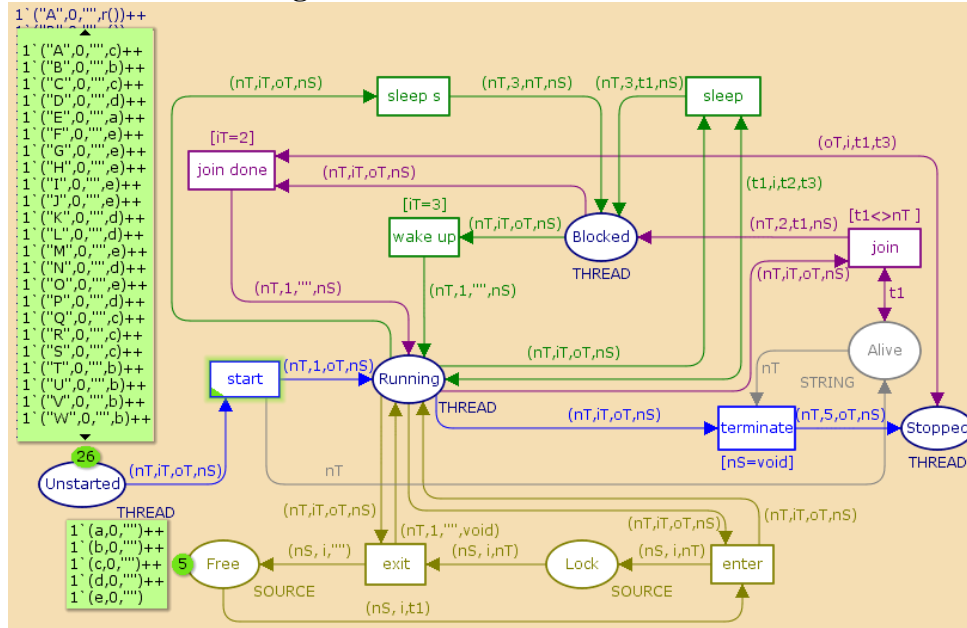 1`("A",0,"",r())++
1`("A",0,"",c)++
1`("B",0,"",b)++
1`("C",0,"",c)++
1`("D",0,"",d)++
1`("E",0,"",a)++
1`("F",0,"",e)++
1`("G",0,"",e)++
1`("H",0,"",e)++
1`("I",0,"",e)++
1`("J",0,"",e)++
1`("K",0,"",d)++
1`("L",0,"",d)++
1`("M",0,"",e)++
1`("N",0,"",d)++
1`("O",0,"",e)++
1`("P",0,"",d)++
1`("Q",0,"",c)++
1`("R",0,"",c)++
1`("S",0,"",c)++
1`("T",0,"",b)++
1`("U",0,"",b)++
1`("V",0,"",b)++
1`("W",0,"",b)++
26
Unstarted
THREAD
(nT,iT,oT,nS)
(nT,iT,oT,nS)
sleep s
(nT,3,nT,nS)
(nT,3,t1,nS)
sleep
[iT=2]
join done
(nT,iT,oT,nS)
(oT,i,t1,t3)
(t1,i,t2,t3)
[iT=3]
wake up
(nT,iT,oT,nS)
Blocked
THREAD
(nT,2,t1,nS)
[t1<>nT ]
join
(nT,iT,oT,nS)
(nT,1,"",nS)
(nT,1,"",nS)
t1
start
(nT,1,oT,nS)
Running
THREAD
(nT,iT,oT,nS)
nT
Alive
STRING
(nT,iT,oT,nS)
terminate
[nS=void]
(nT,5,oT,nS)
Stopped
THREAD
nT
(nT,iT,oT,nS)
(nT,1,"",void)
(nT,iT,oT,nS)
(nT,iT,oT,nS)
1`(a,0,"")++
1`(b,0,"")++
1`(c,0,"")++
1`(d,0,"")++
1`(e,0,"")
5
Free
SOURCE
(nS, i,"")
exit
(nS, i,nT)
Lock
SOURCE
(nS, i,nT)
enter
(nS, i,t1)